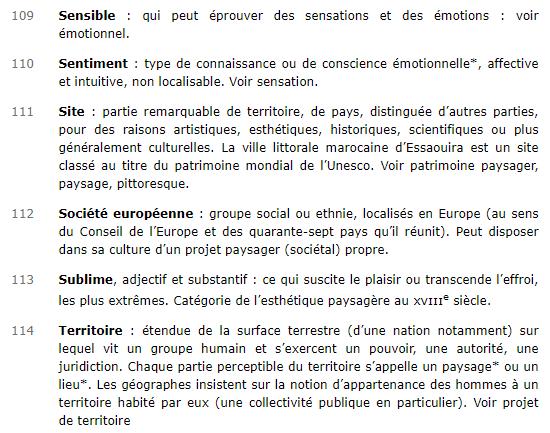 109 Sensible : qui peut éprouver des sensations et des émotions : voir
émotionnel.
110 Sentiment : type de connaissance ou de conscience émotionnelle*, affective
et intuitive, non localisable. Voir sensation.
111 Site : partie remarquable de territoire, de pays, distinguée d’autres parties,
pour des raisons artistiques, esthétiques, historiques, scientifiques ou plus
généralement culturelles. La ville littorale marocaine d’Essaouira est un site
classé au titre du patrimoine mondial de l’Unesco. Voir patrimoine paysager,
paysage, pittoresque.
112 Société européenne : groupe social ou ethnie, localisés en Europe (au sens
du Conseil de l’Europe et des quarante-sept pays qu’il réunit). Peut disposer
dans sa culture d’un projet paysager (sociétal) propre.
113 Sublime, adjectif et substantif : ce qui suscite le plaisir ou transcende l’effroi,
les plus extrêmes. Catégorie de l’esthétique paysagère au XVIIIe siècle.
114 Territoire : étendue de la surface terrestre (d’une nation notamment) sur
lequel vit un groupe humain et s’exercent un pouvoir, une autorité, une
juridiction. Chaque partie perceptible du territoire s’appelle un paysage* ou un
lieu*. Les géographes insistent sur la notion d’appartenance des hommes à un
territoire habité par eux (une collectivité publique en particulier). Voir projet
de territoire